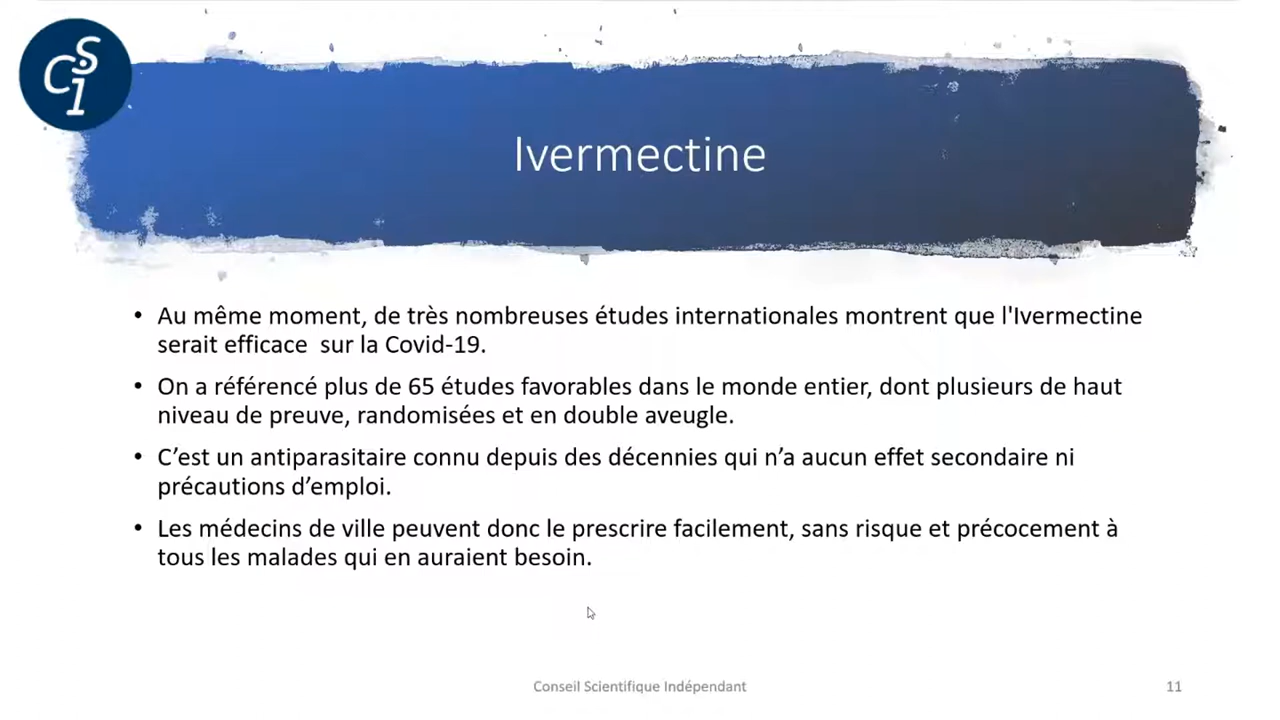 CSI
Ivermectine
• Au même moment, de très nombreuses études internationales montrent que l'Ivermectine
serait efficace  sur la Covid-19.
• On a référencé plus de 65 études favorables dans le monde entier, dont plusieurs de haut
niveau de preuve, randomisées et en double aveugle.
• C’est un antiparasitaire connu depuis des décennies qui n’a aucun effet secondaire ni
précautions d’emploi.
• Les médecins de ville peuvent donc le prescrire facilement, sans risque et précocement à
tous les malades qui en auraient besoin.
Conseil Scientifique Indépendant
11